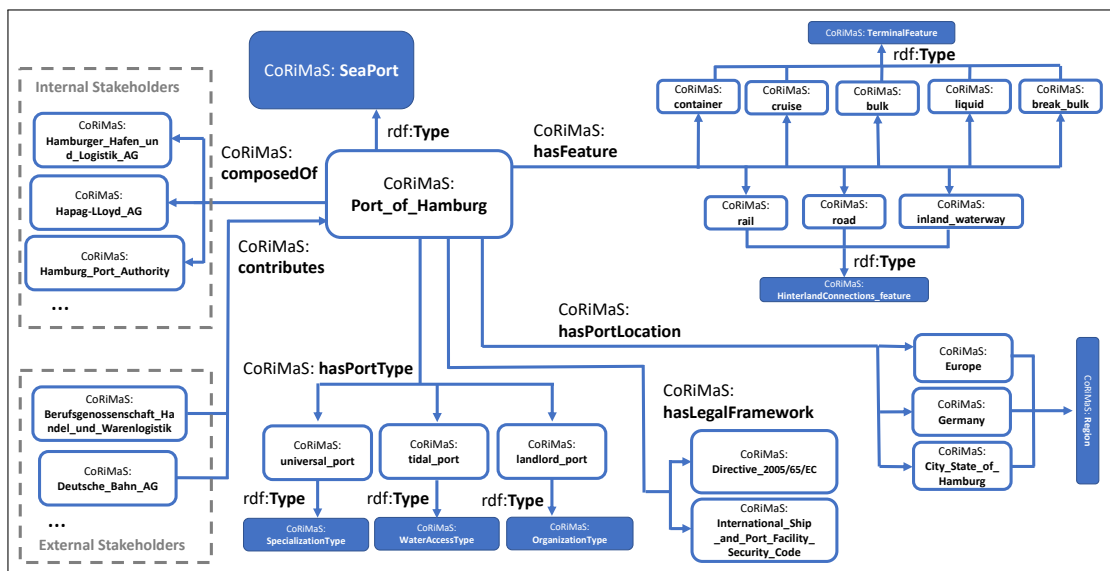 CoRiMaS: TerminalFeature
rdf:Type
CoRiMaS: SeaPort
Internal Stakeholders
CoRiMaS:
container
CoRiMaS:
cruise
CoRiMaS:
bulk
CoRiMaS:
liquid
CoRiMaS:
break_bulk
CoRiMaS:
Hamburger_Hafen_un
d_Logistik_AG
rdf:Type
CoRiMaS:
composedOf
CoRiMaS:
hasFeature
CoRiMaS:
Port_of_Hamburg
CoRiMaS:
Hapag-LLoyd_AG
CoRiMaS:
rail
CoRiMaS:
road
CoRiMaS:
inland_waterway
CoRiMaS:
Hamburg_Port_Authority
...
CoRiMaS:
contributes
rdf:Type
CoRiMaS:
HinterlandConnections_feature
CoRiMaS:
hasPortLocation
CoRiMaS:
Europe
CoRiMaS: hasPortType
CoRiMaS:
hasLegalFramework
CoRiMaS:
Germany
CoRiMaS: Region
CoRiMaS:
Berufsgenossenschaft_Ha
ndel_und_Warenlogistik
CoRiMaS:
universal_port
CoRiMaS:
tidal_port
CoRiMaS:
landlord_port
CoRiMaS:
Directive_2005/65/EC
CoRiMaS:
City_State_of_
Hamburg
CoRiMaS:
Deutsche_Bahn_AG
...
External Stakeholders
rdf:Type
rdf:Type
rdf:Type
CoRiMaS:
International_Ship
_and_Port_Facility_
Security_Code
CoRiMaS:
SpecializationType
CoRiMaS:
WaterAccessType
CoRiMaS:
OrganizationType